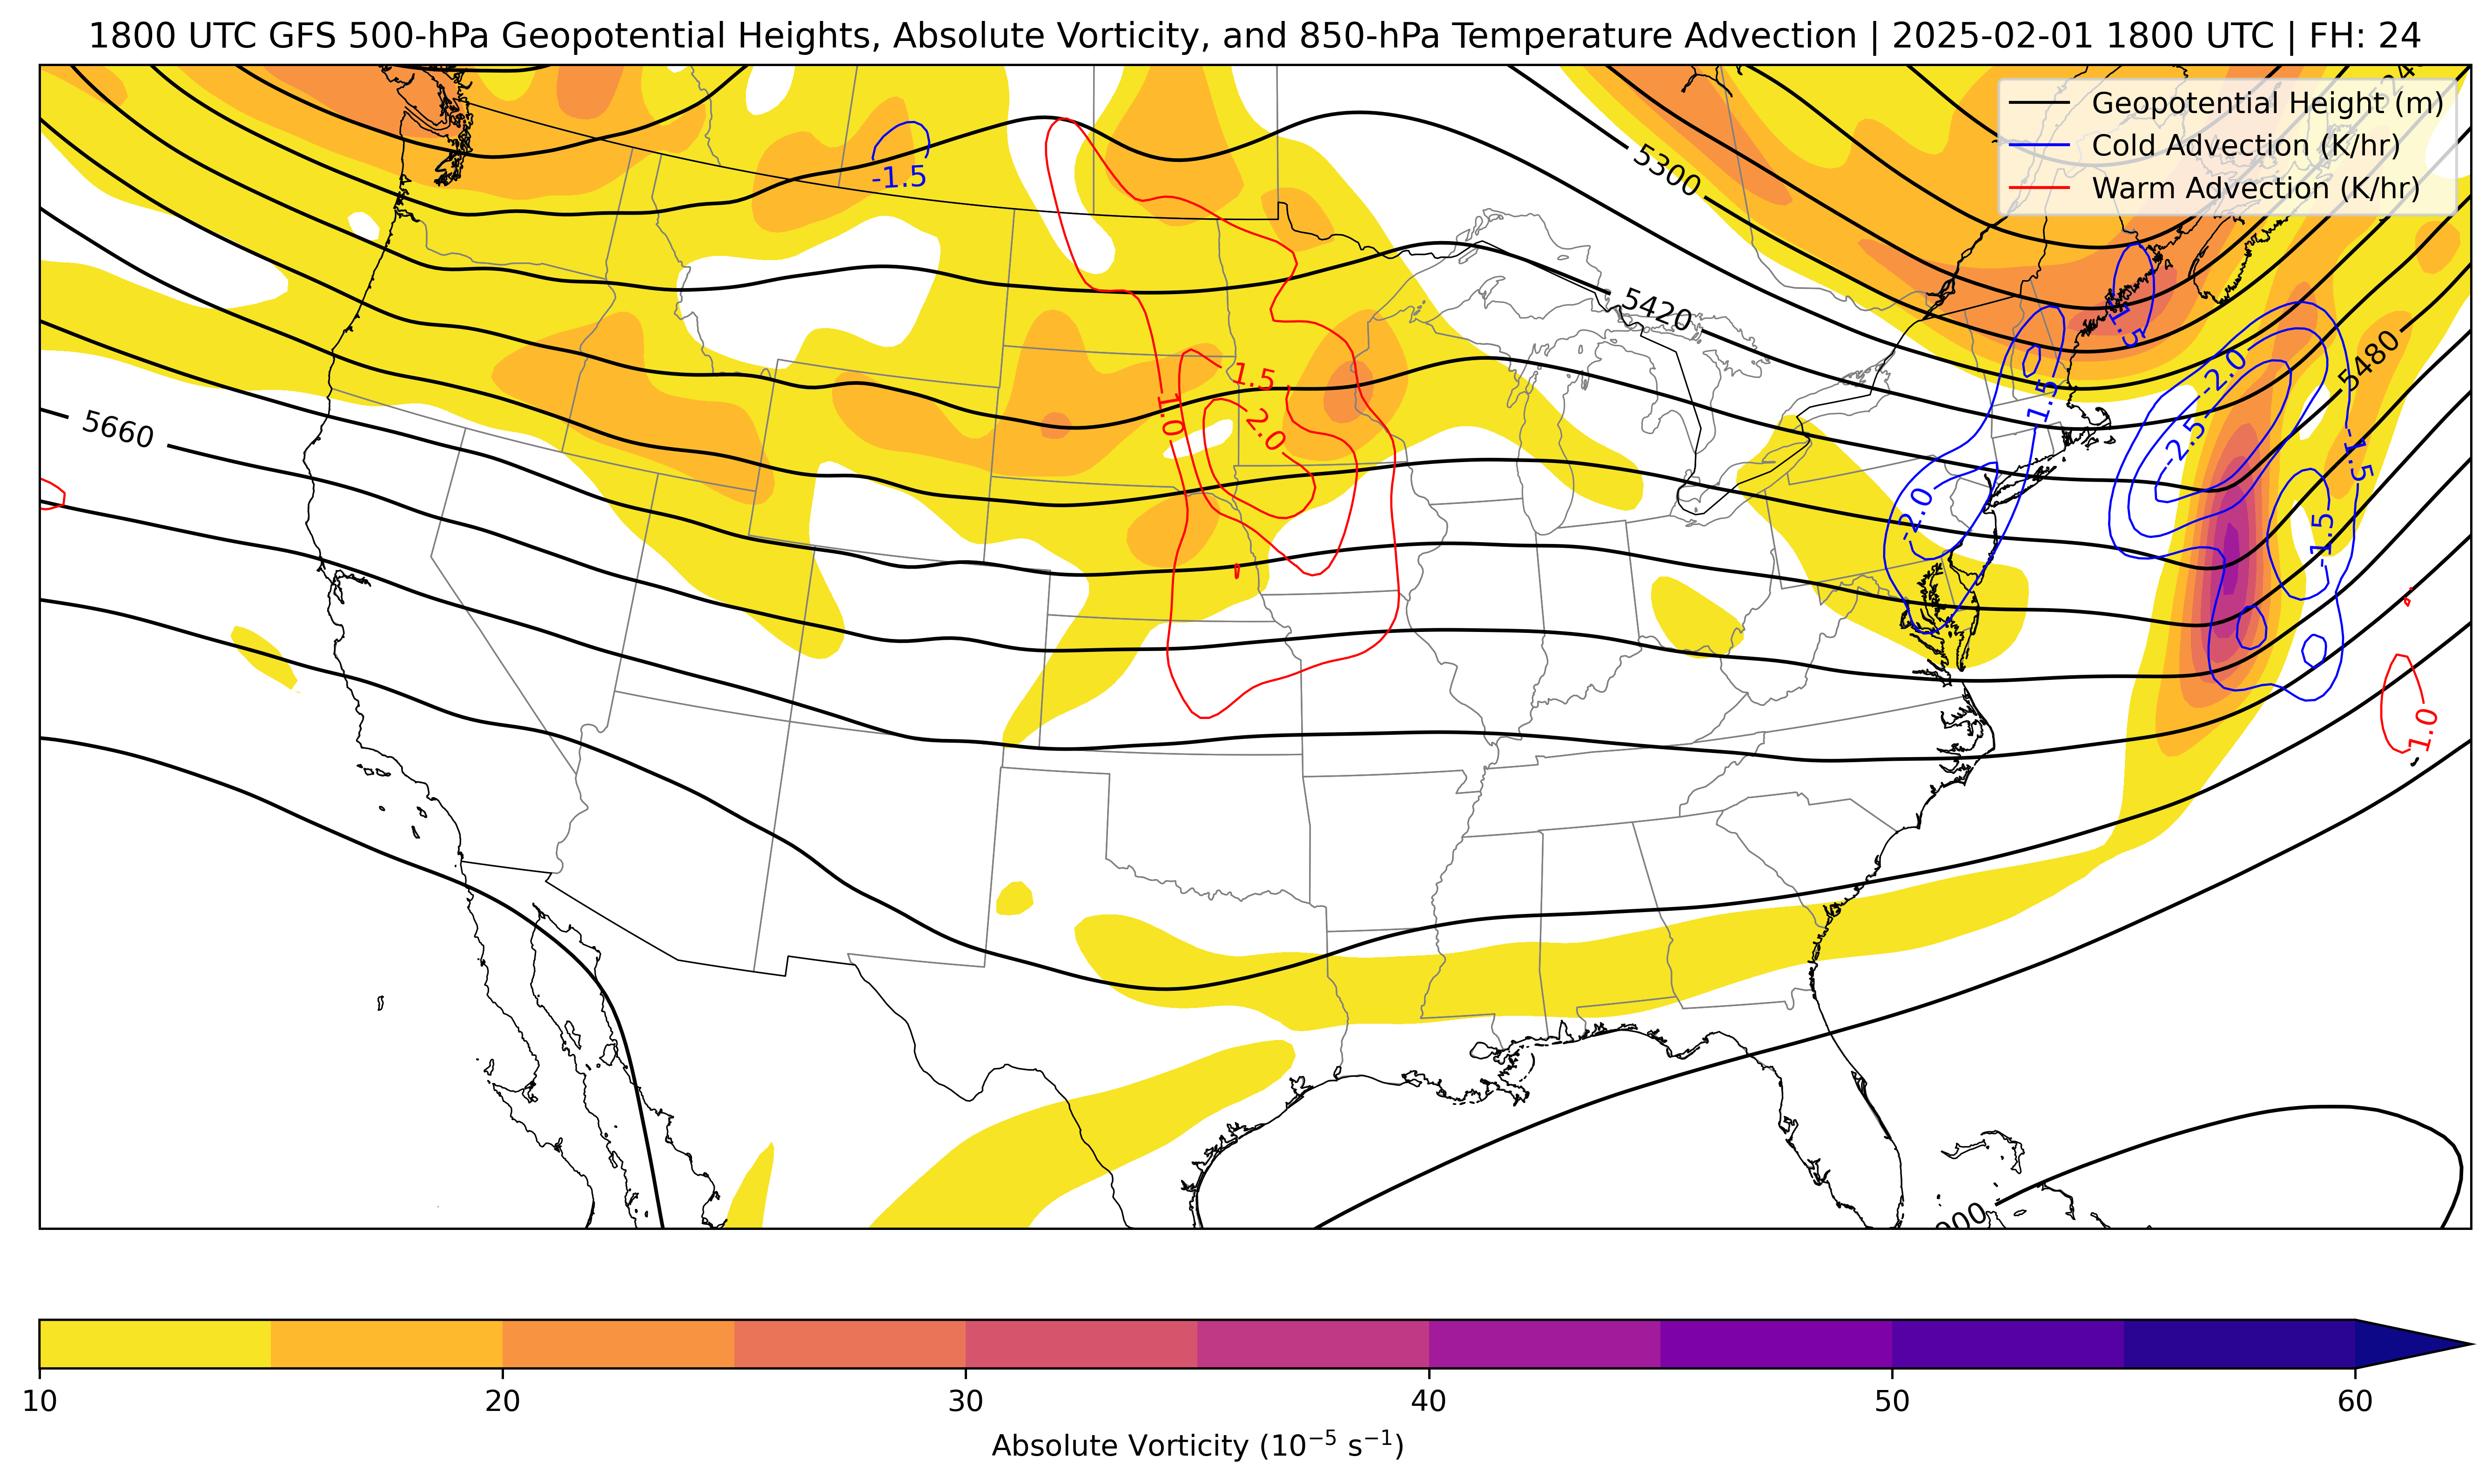 1800 UTC GFS 500-hPa Geopotential Heights, Absolute Vorticity, and 850-hPa Temperature Advection | 2025-02-01 1800 UTC | FH: 24
Geopotential Height (m)
Cold Advection (K/hr)
Warm Advection (K/hr)
5300
-1.5
5420
-1.5
5480
1.5
-2.0
1.0
2.0
-1.5
-2.5
-1.5
5660
-2.0
-1.5
1.0
10 20 30 40 50 60
Absolute Vorticity (10⁻⁵ s⁻¹)